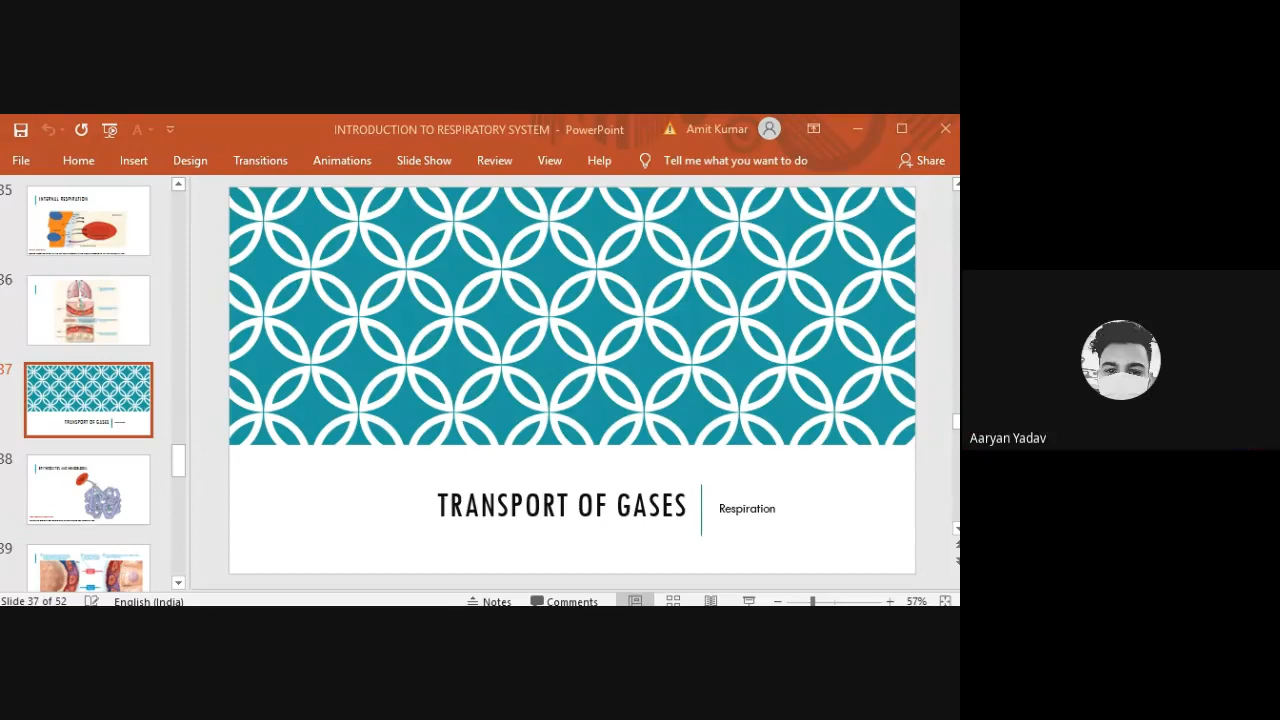 INTRODUCTION TO RESPIRATORY SYSTEM - PowerPoint
Amit Kumar
File Home Insert Design Transitions Animations Slide Show Review View Help Tell me what you want to do Share
35
INTERNAL RESPIRATION
36
37
TRANSPORT OF GASES
38
39
TRANSPORT OF GASES
Respiration
Aaryan Yadav
Slide 37 of 52 English (India) Notes Comments 57%